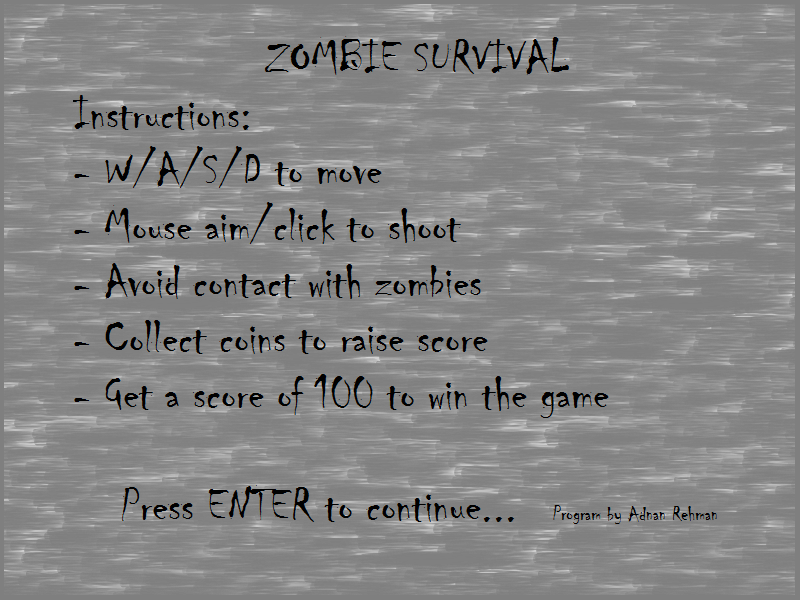 ZOMBIE SURVIVAL
Instructions:
- W/A/S/D to move
- Mouse aim/click to shoot
- Avoid contact with zombies
- Collect coins to raise score
- Get a score of 100 to win the game
Press ENTER to continue... Program by Adnan Rehman